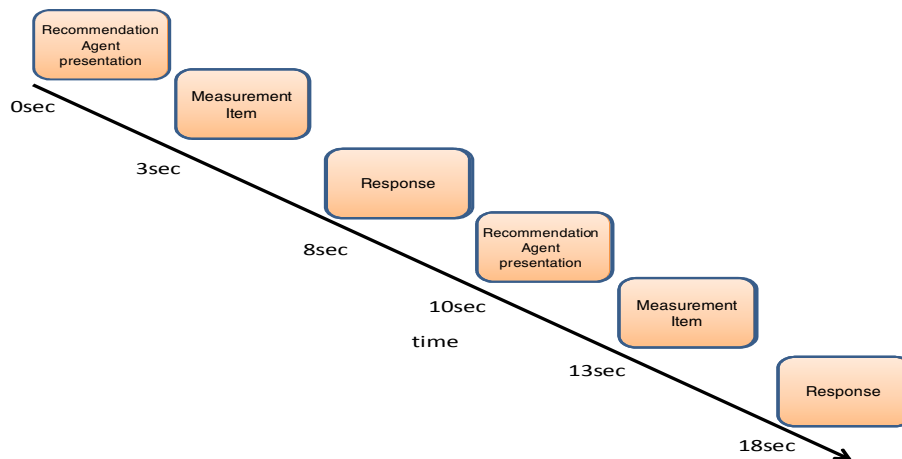 Recommendation
Agent
presentation
0sec
Measurement
Item
3sec
Response
8sec
Recommendation
Agent
presentation
10sec
time
Measurement
Item
13sec
Response
18sec